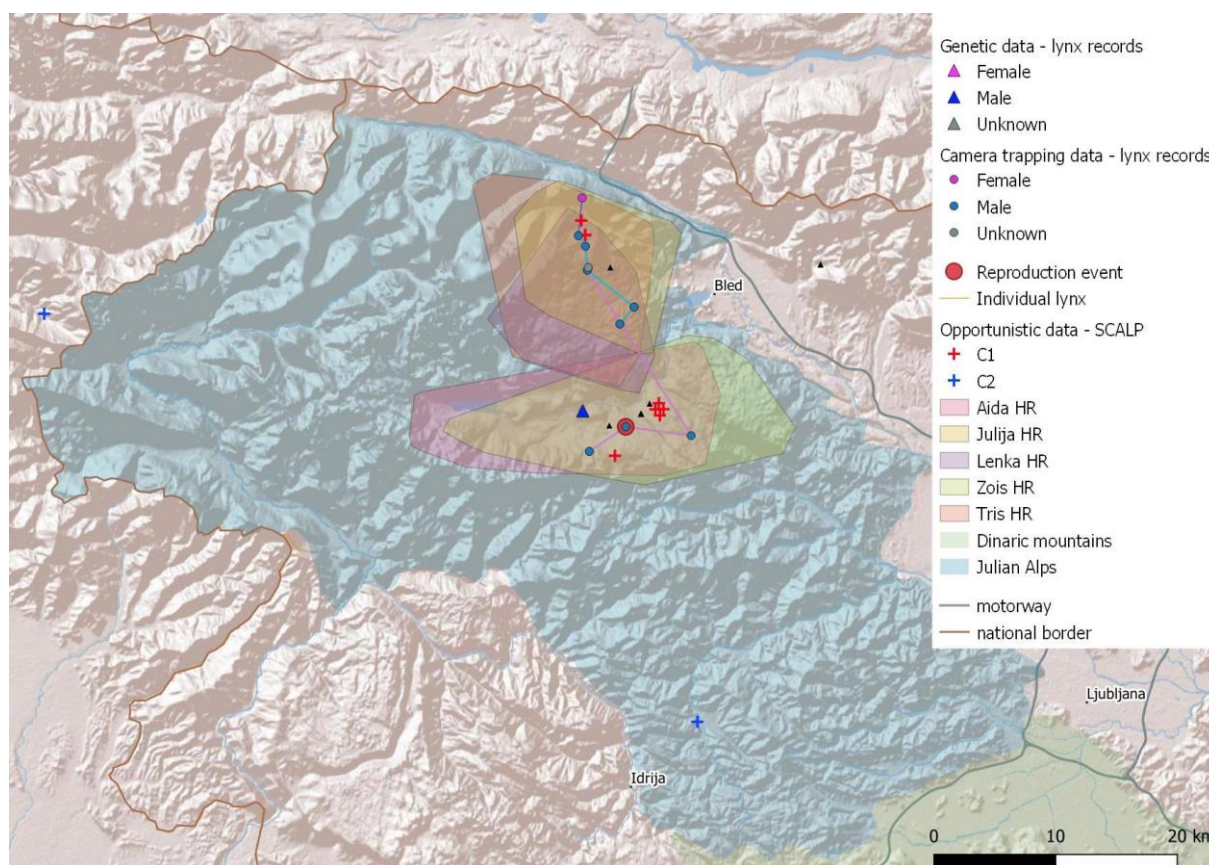 Genetic data - lynx records
Female
Male
Unknown
Camera trapping data - lynx records
Female
Male
Unknown
Reproduction event
Individual lynx
Opportunistic data - SCALP
C1
C2
Aida HR
Julija HR
Lenka HR
Zois HR
Tris HR
Dinaric mountains
Julian Alps
motorway
national border
Bled
Ljubljana
Idrija
0 10 20 km